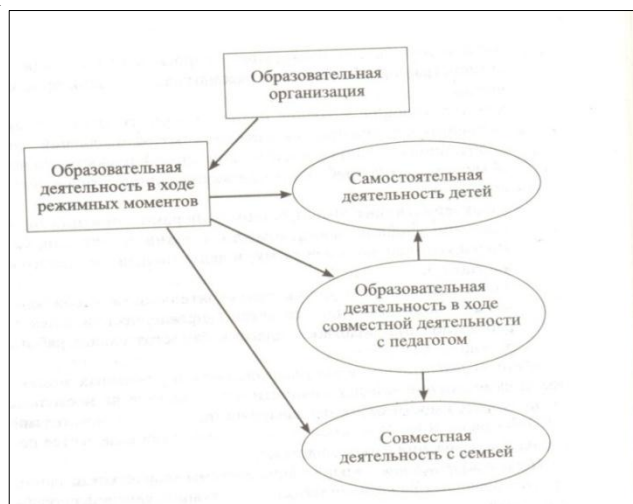 Образовательная
организация
Образовательная
деятельность в ходе
режимных моментов
Самостоятельная
деятельность детей
Образовательная
деятельность в ходе
совместной деятельности
с педагогом
Совместная
деятельность с семьей